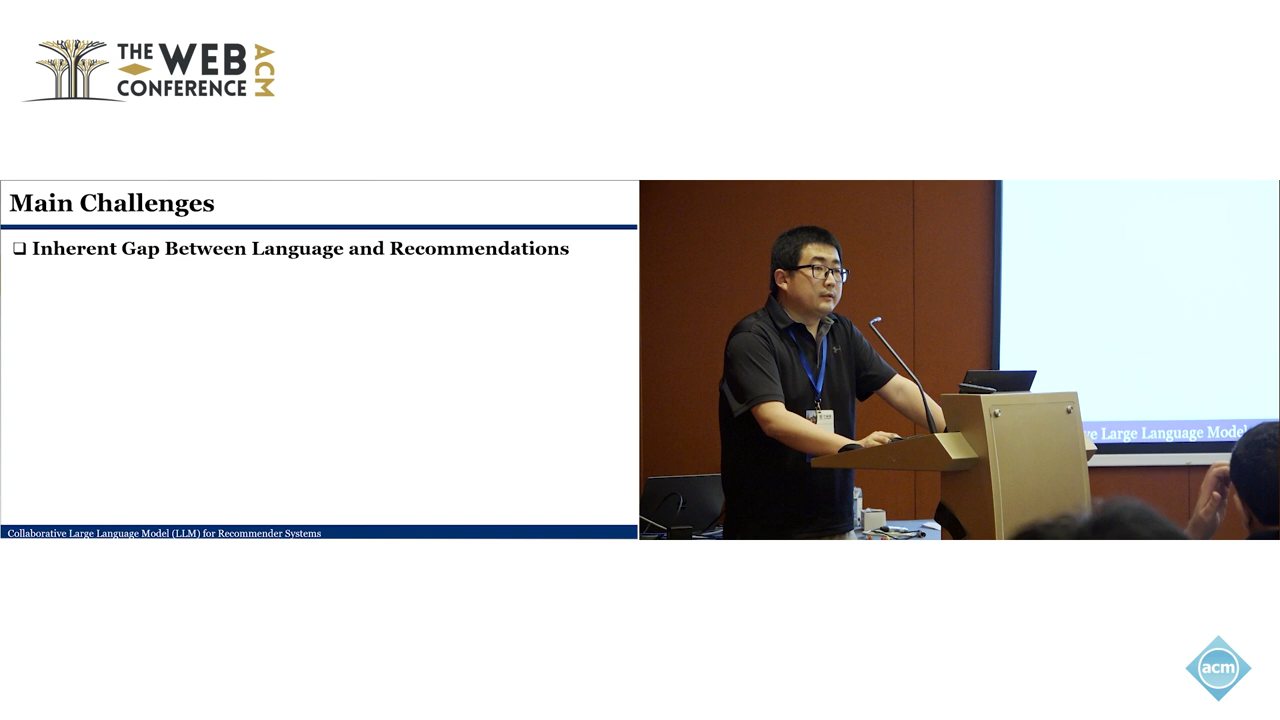 THE WEB
CONFERENCE
ACM
Main Challenges
❑ Inherent Gap Between Language and Recommendations
Collaborative Large Language Model (LLM) for Recommender Systems
ve Large Language Model
acm